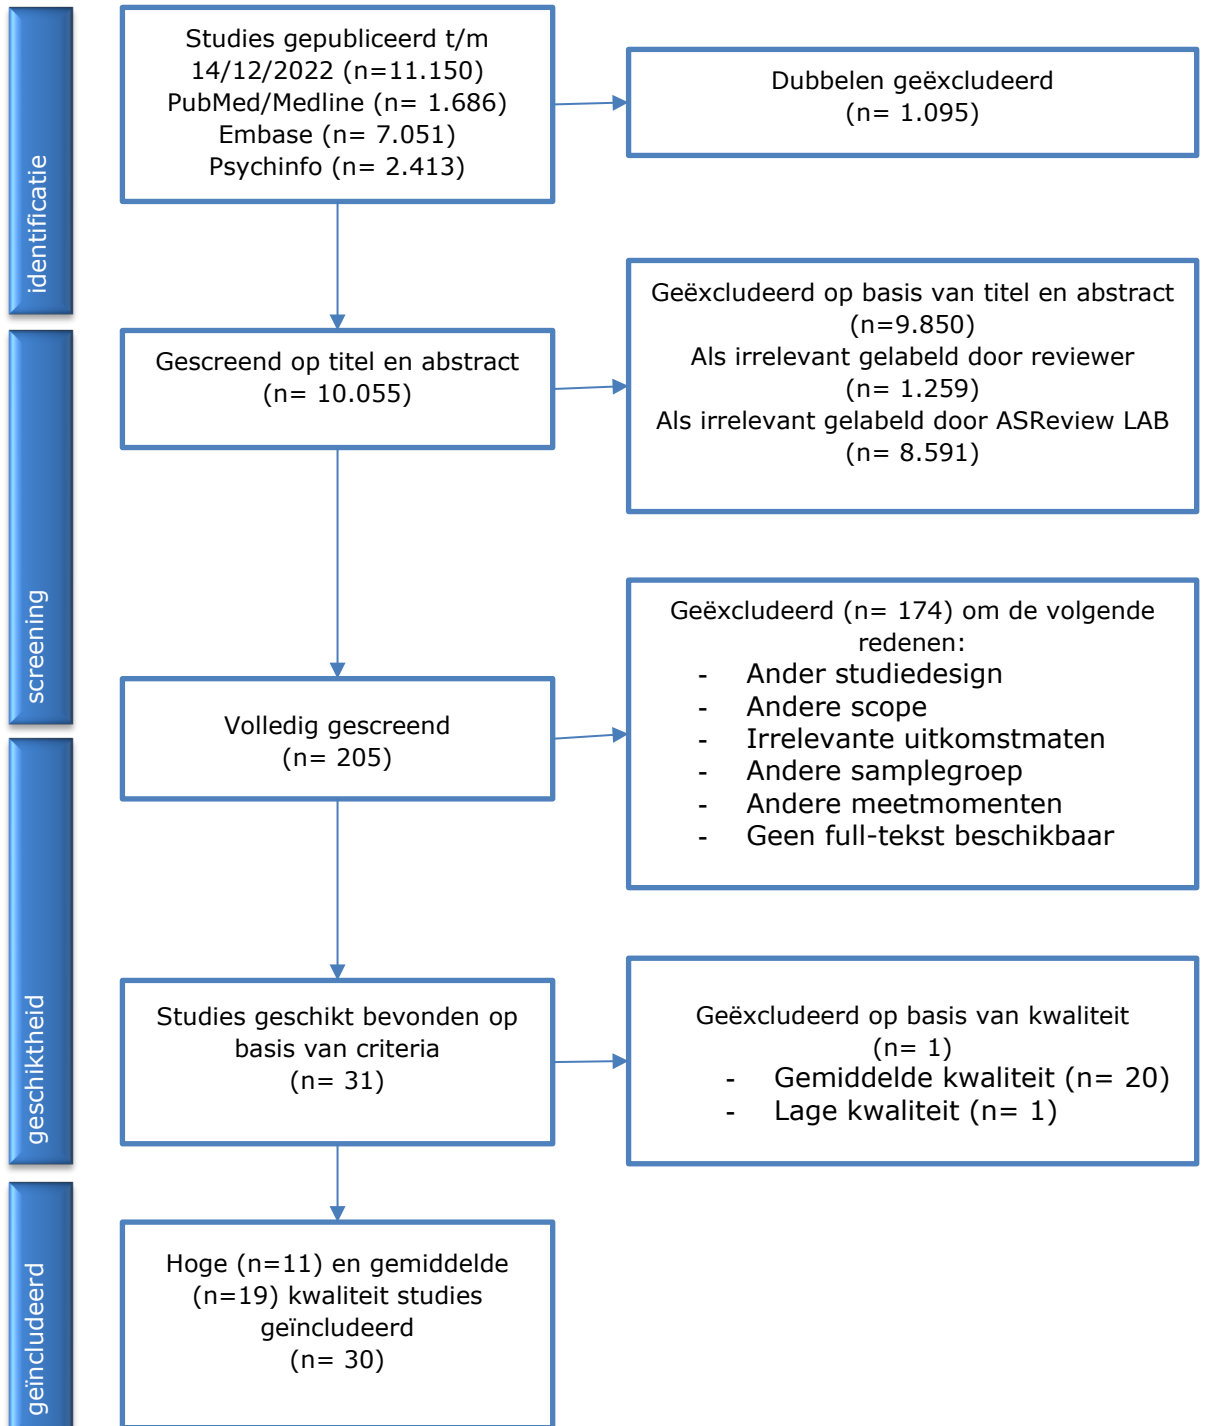 identificatie
Studies gepubliceerd t/m
14/12/2022 (n=11.150)
PubMed/Medline (n= 1.686)
Embase (n= 7.051)
Psychinfo (n= 2.413)
Dubbelen geëxcludeerd
(n= 1.095)
screening
Gescreend op titel en abstract
(n= 10.055)
Geëxcludeerd op basis van titel en abstract
(n=9.850)
Als irrelevant gelabeld door reviewer
(n= 1.259)
Als irrelevant gelabeld door ASReview LAB
(n= 8.591)
Volledig gescreend
(n= 205)
Geëxcludeerd (n= 174) om de volgende
redenen:
- Ander studiedesign
- Andere scope
- Irrelevante uitkomstmaten
- Andere samplegroep
- Andere meetmomenten
- Geen full-tekst beschikbaar
geschiktheid
Studies geschikt bevonden op
basis van criteria
(n= 31)
Geëxcludeerd op basis van kwaliteit
(n= 1)
- Gemiddelde kwaliteit (n= 20)
- Lage kwaliteit (n= 1)
geïncludeerd
Hoge (n=11) en gemiddelde
(n=19) kwaliteit studies
geïncludeerd
(n= 30)